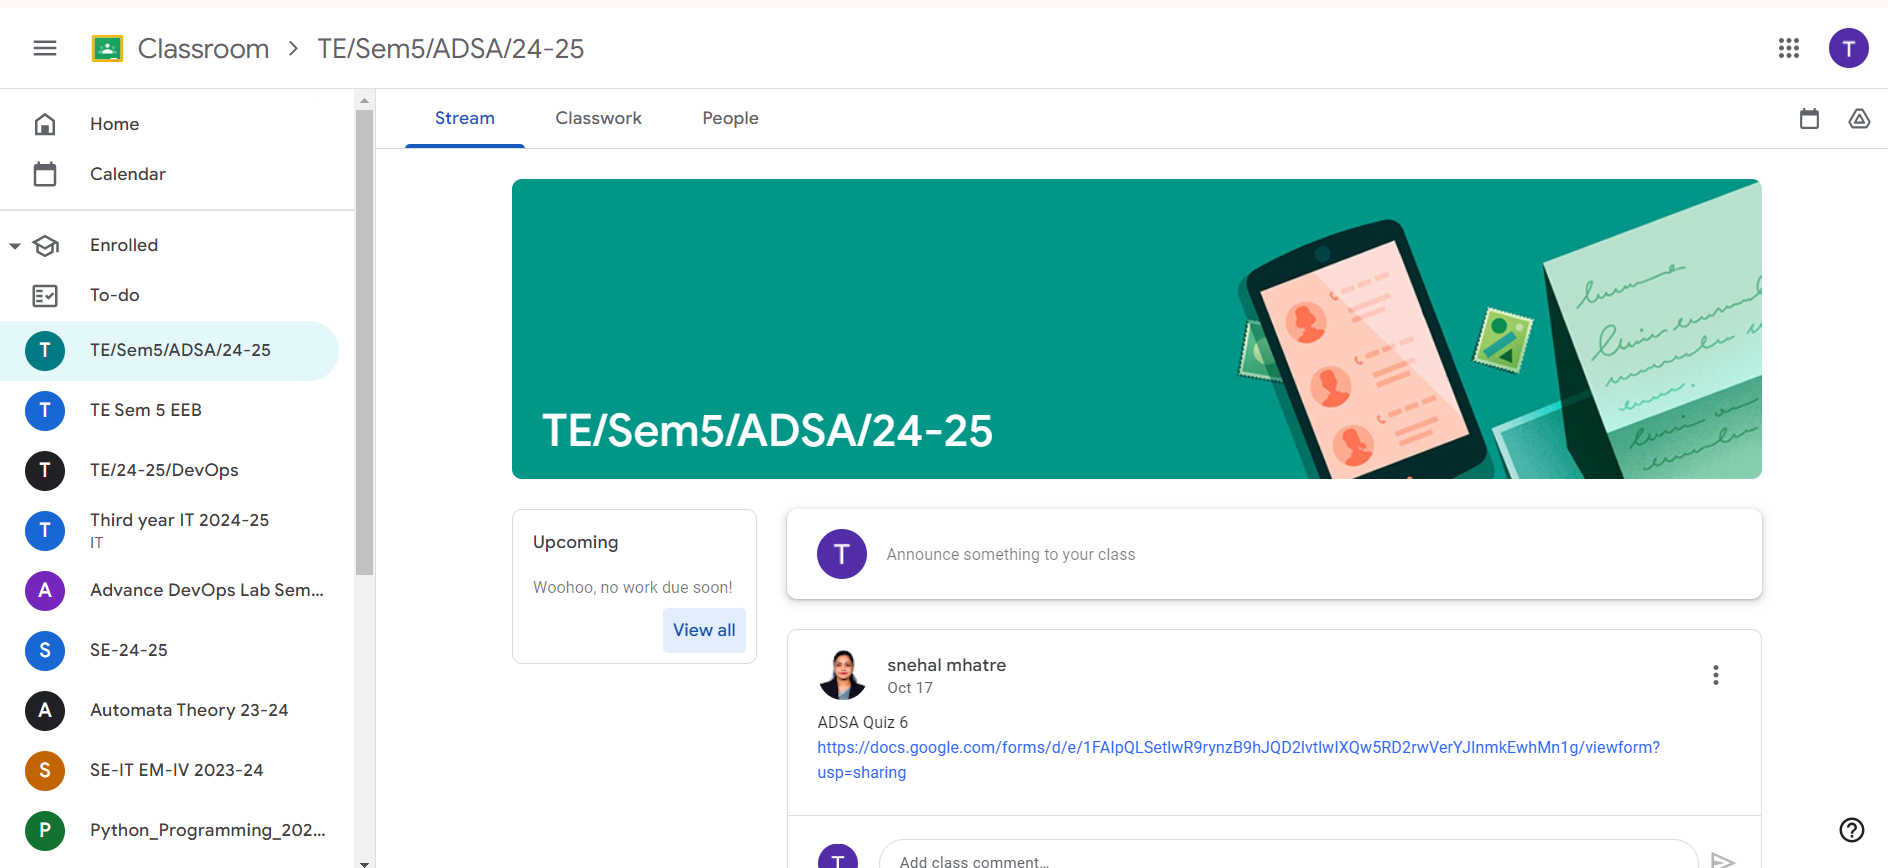 Classroom > TE/Sem5/ADSA/24-25
T
Home
Calendar
Enrolled
To-do
T TE/Sem5/ADSA/24-25
T TE Sem 5 EEB
T TE/24-25/DevOps
T Third year IT 2024-25
IT
A Advance DevOps Lab Sem...
S SE-24-25
A Automata Theory 23-24
S SE-IT EM-IV 2023-24
P Python_Programming_202...
Stream Classwork People
TE/Sem5/ADSA/24-25
Upcoming
Woohoo, no work due soon!
View all
T Announce something to your class
snehal mhatre
Oct 17
ADSA Quiz 6
https://docs.google.com/forms/d/e/1FAIpQLSetlwR9rynzB9hJQD2lvtlwIXQw5RD2rwVerYJInmkEwhMn1g/viewform?
usp=sharing
T Add class comment...